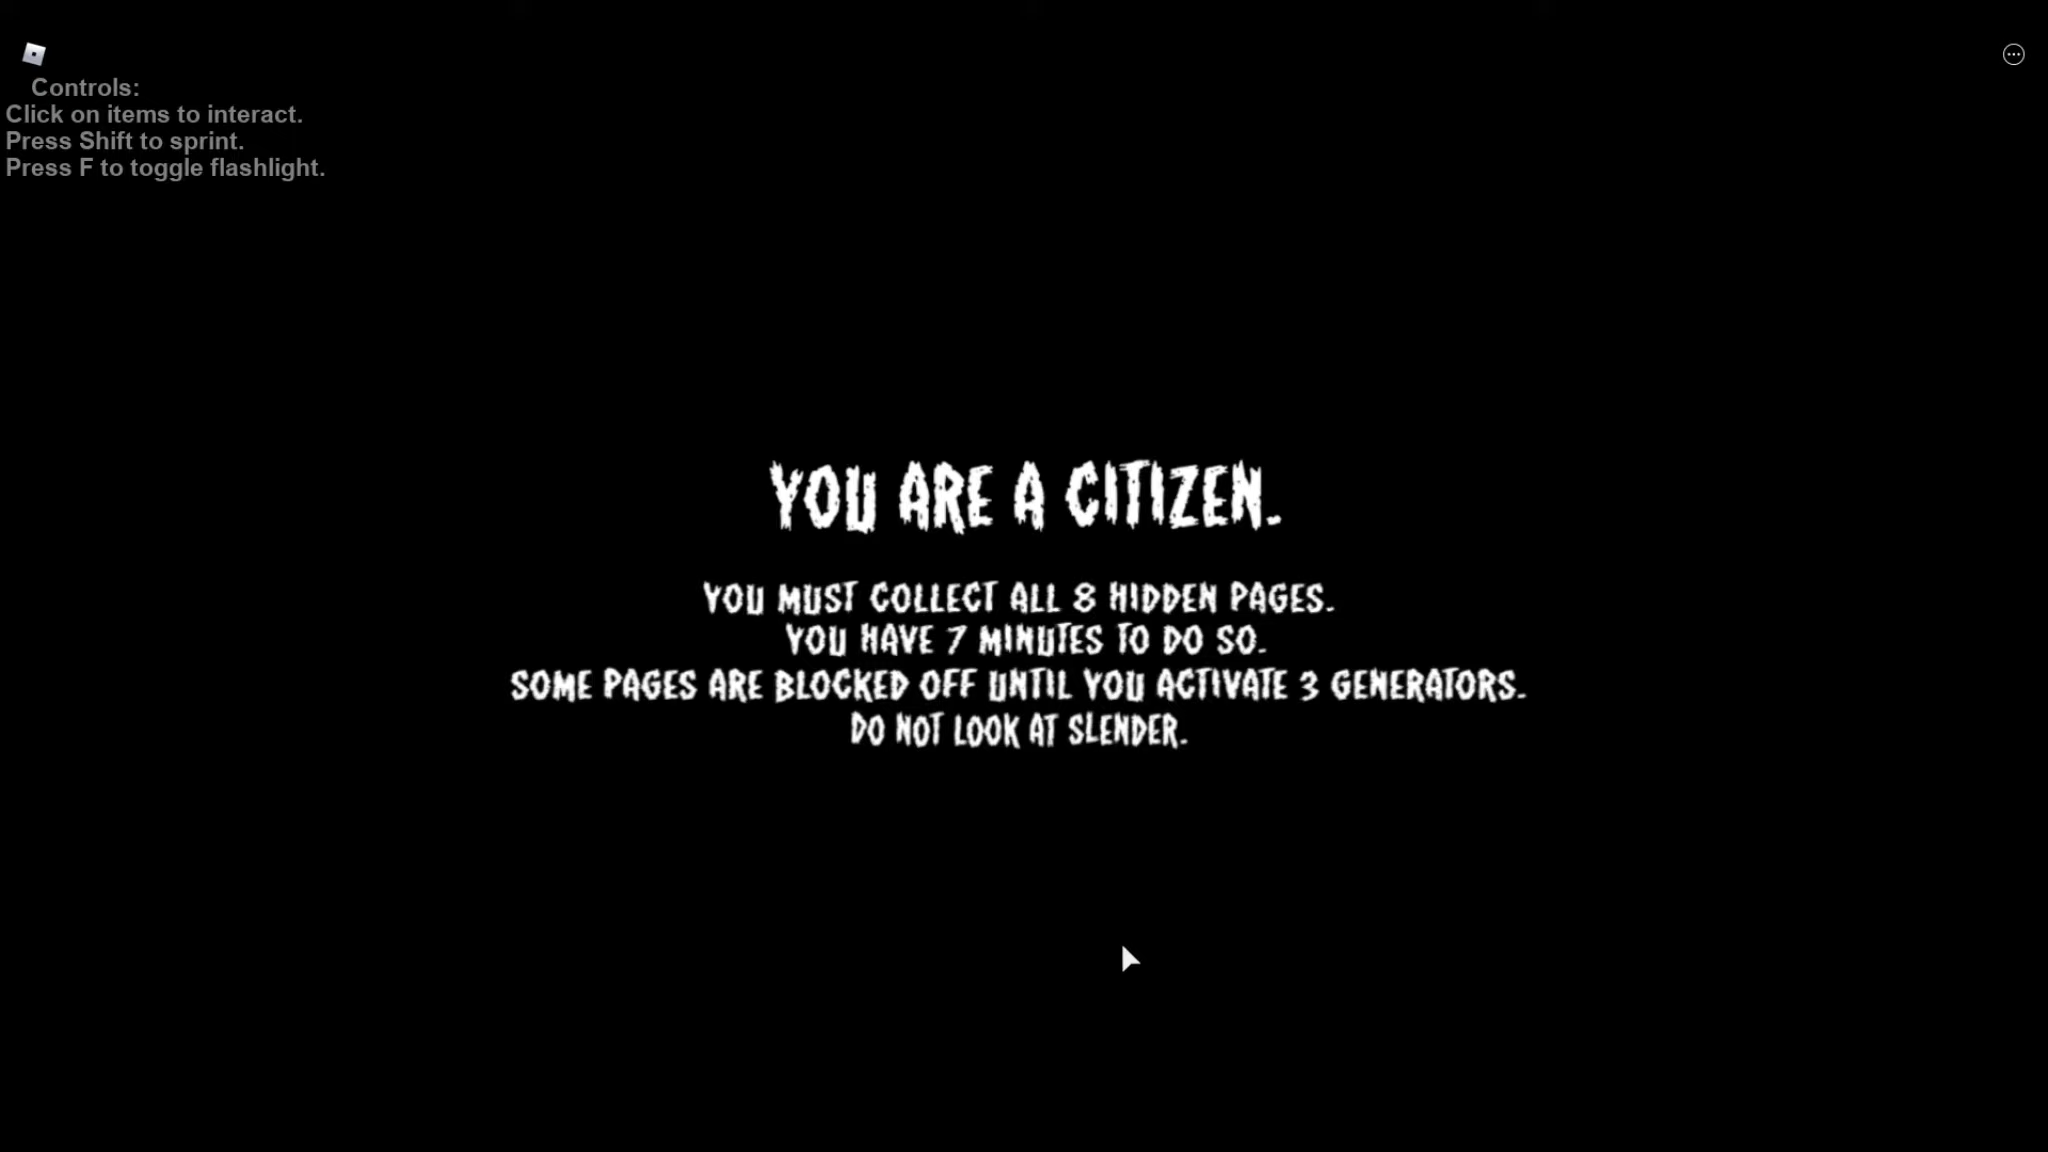 Controls:
Click on items to interact.
Press Shift to sprint.
Press F to toggle flashlight.
YOU ARE A CITIZEN.
YOU MUST COLLECT ALL 8 HIDDEN PAGES.
YOU HAVE 7 MINUTES TO DO SO.
SOME PAGES ARE BLOCKED OFF UNTIL YOU ACTIVATE 3 GENERATORS.
DO NOT LOOK AT SLENDER.